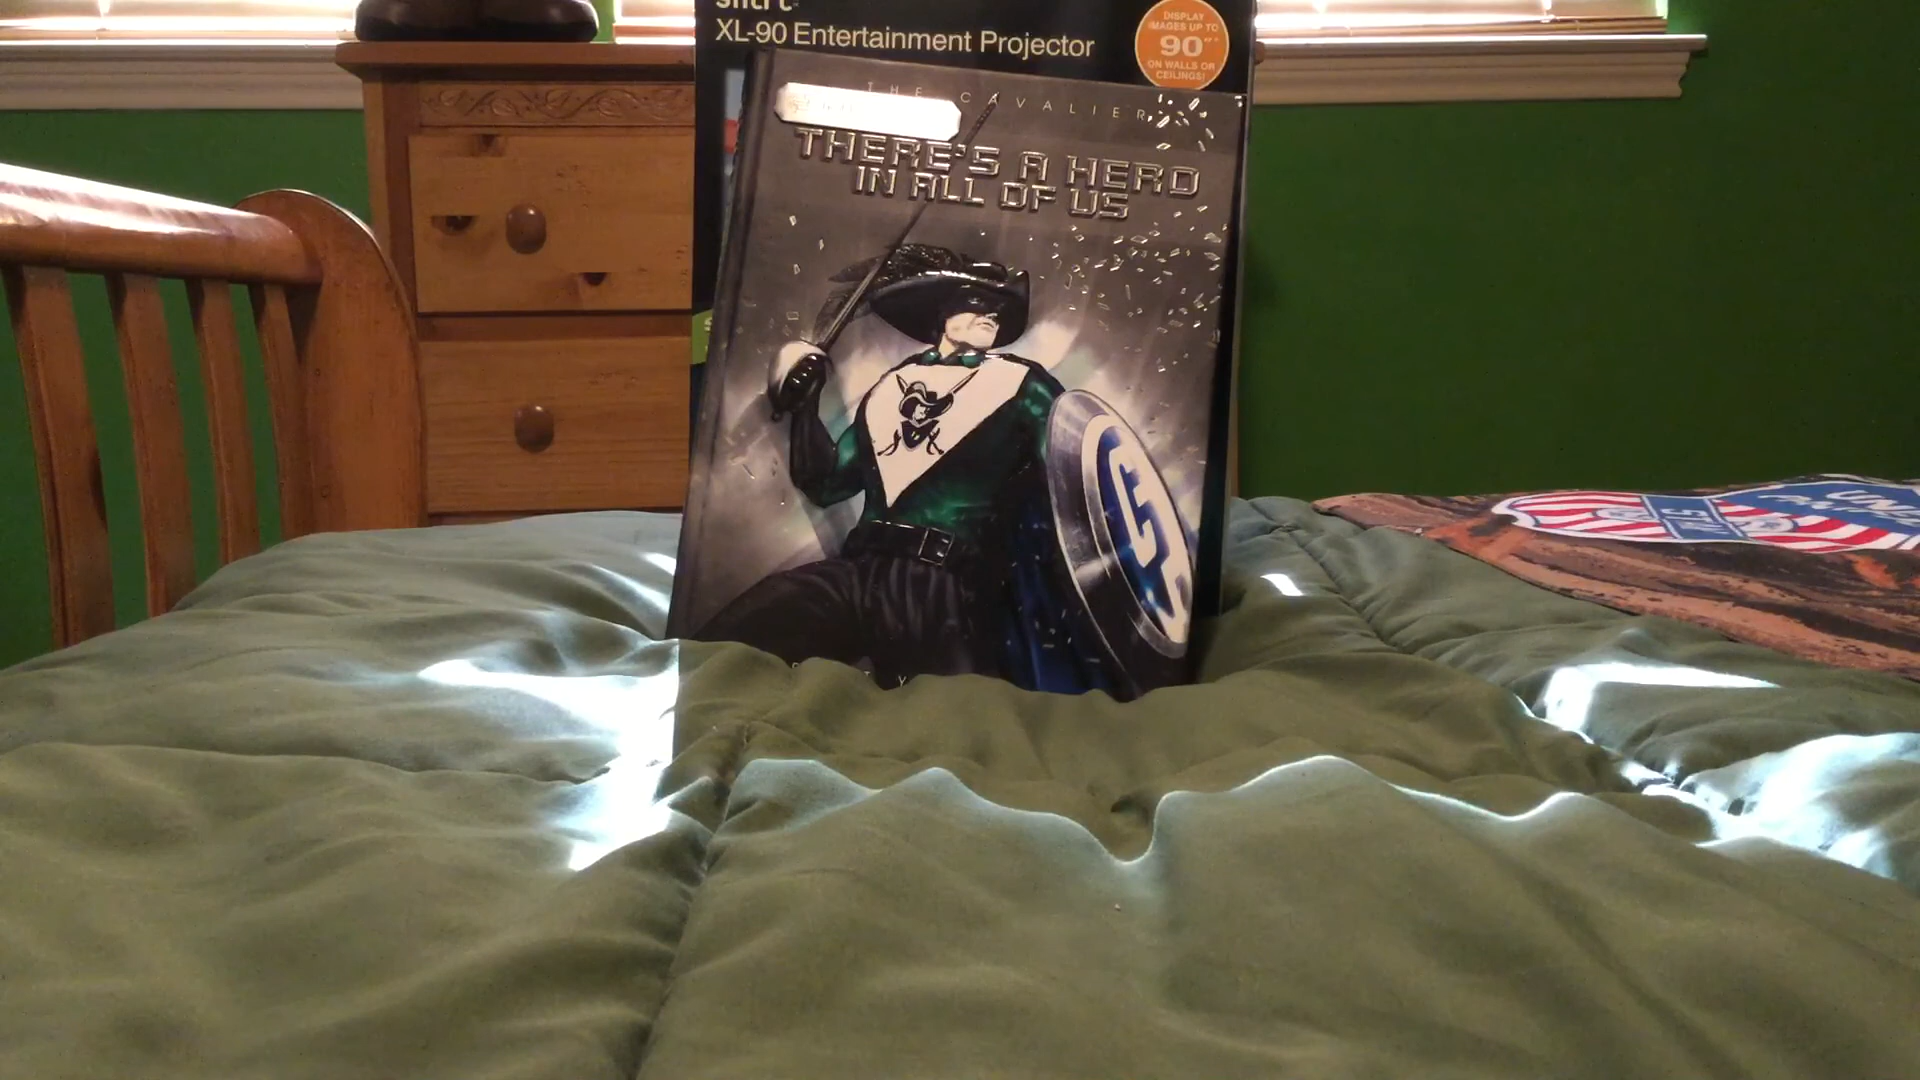 XL-90 Entertainment Projector
DISPLAY
IMAGES UP TO
90"
ON WALLS OR
CEILINGS!
THE CAVALIER
THERE'S A HERO
IN ALL OF US
C